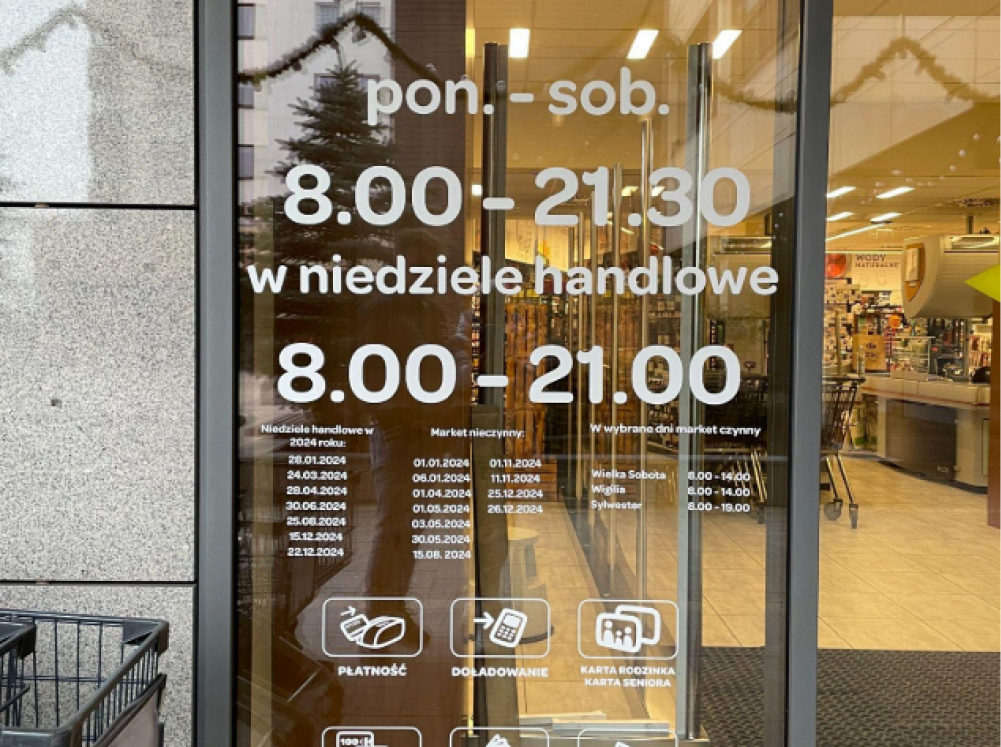 pon. - sob.
8.00 - 21.30
w niedziele handlowe
8.00 - 21.00
Niedziele handlowe w
2024 roku:
28.01.2024
24.03.2024
28.04.2024
30.06.2024
25.08.2024
15.12.2024
22.12.2024
Market nieczynny:
01.01.2024 01.11.2024
06.01.2024 11.11.2024
01.04.2024 25.12.2024
01.05.2024 26.12.2024
03.05.2024
30.05.2024
15.08. 2024
W wybrane dni market czynny
Wielka Sobota 8.00 - 14.00
Wigilia 8.00 - 14.00
Sylwester 8.00 - 19.00
PŁATNOŚĆ
DOŁADOWANIE
KARTA RODZINKA
KARTA SENIORA
100
WODY
NATURALNE